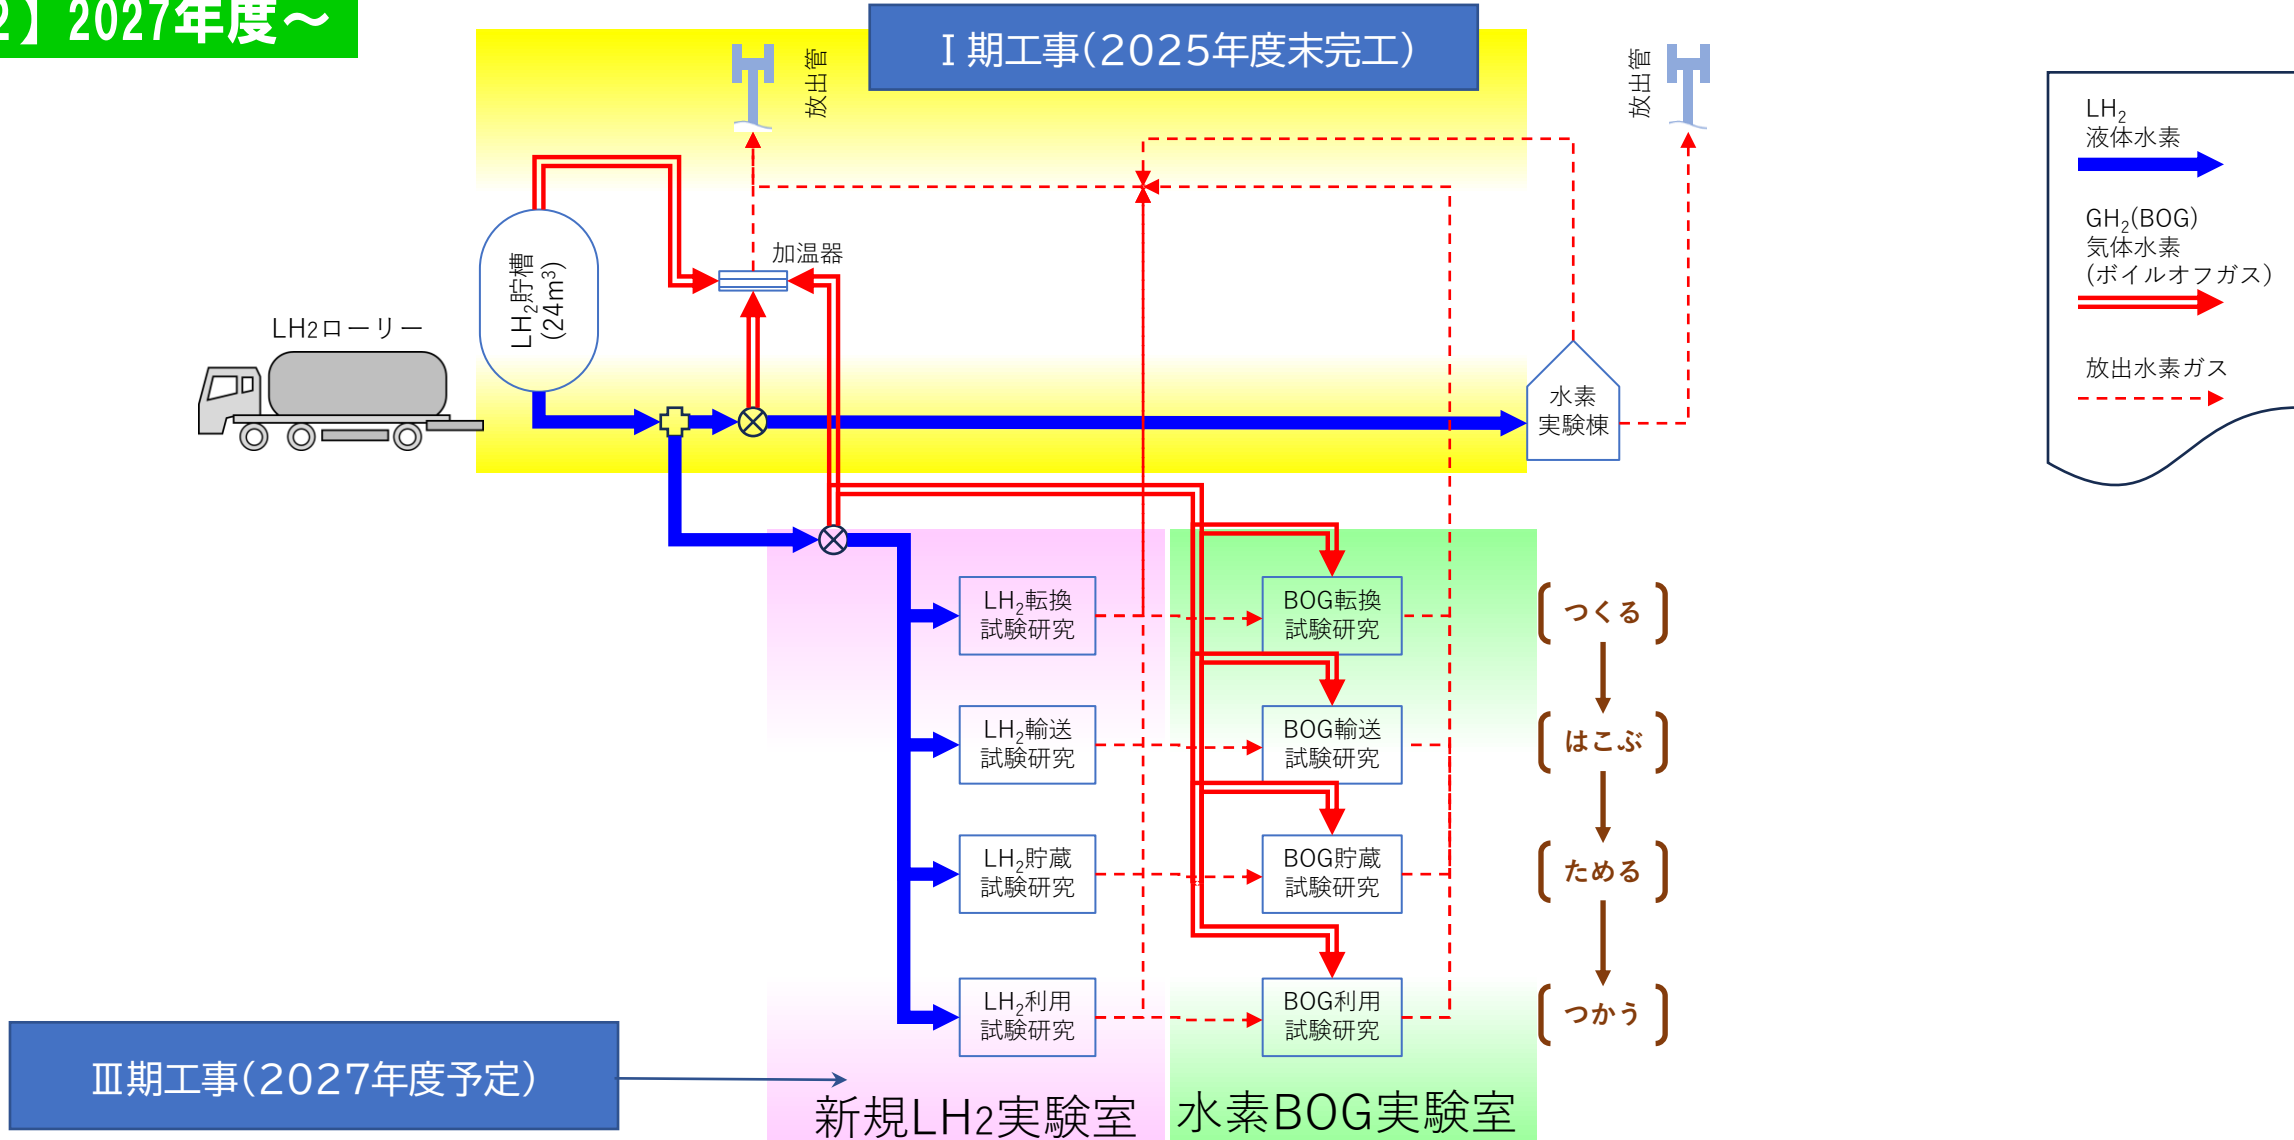 2】2027年度～
Ⅰ期工事(2025年度末完工)
放出管
放出管
LH2
液体水素
GH2(BOG)
気体水素
(ボイルオフガス)
放出水素ガス
加温器
LH2貯槽
(24m3)
LH2ローリー
水素
実験棟
LH2転換
試験研究
BOG転換
試験研究
つくる
LH2輸送
試験研究
BOG輸送
試験研究
はこぶ
LH2貯蔵
試験研究
BOG貯蔵
試験研究
ためる
LH2利用
試験研究
BOG利用
試験研究
つかう
Ⅲ期工事(2027年度予定)
新規LH2実験室
水素BOG実験室